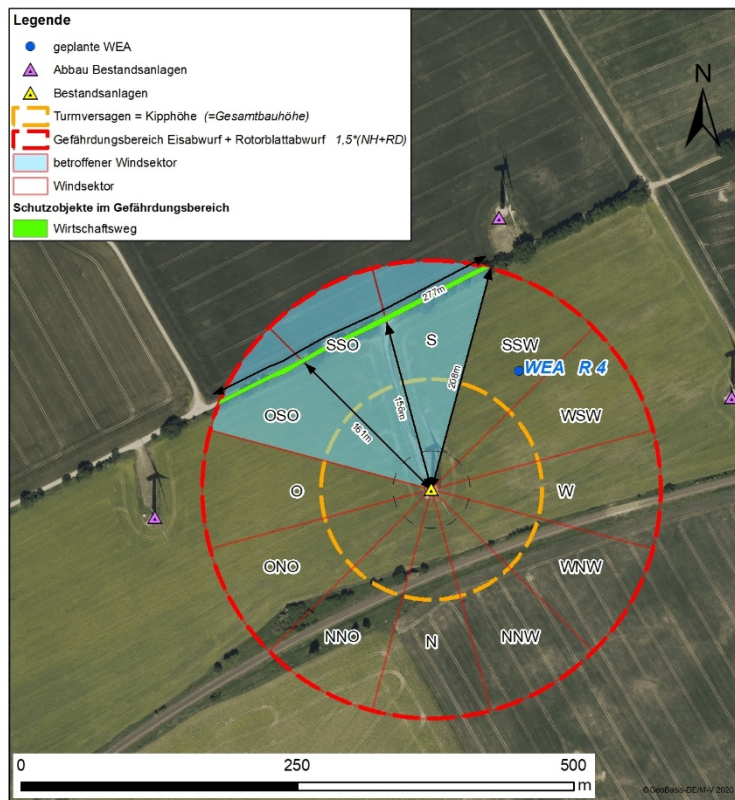 Legende
geplante WEA
Abbau Bestandsanlagen
Bestandsanlagen
Turmversagen = Kipphöhe (=Gesamtbauhöhe)
Gefährdungsbereich Eisabwurf + Rotorblattabwurf 1,5*(NH+RD)
betroffener Windsektor
Windsektor
Schutzobjekte im Gefährdungsbereich
Wirtschaftsweg
N
277m
SSO
S
SSW
WEA R 4
208m
156m
161m
OSO
WSW
O
W
ONO
WNW
NNO
N
NNW
0
250
500
m
©GeoBasis-DE/M-V 2020